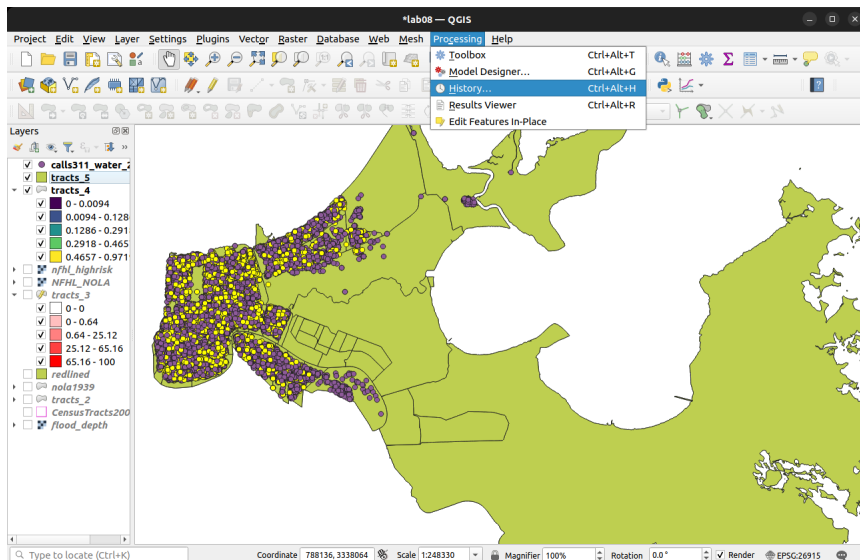 *lab08 — QGIS
Project Edit View Layer Settings Plugins Vector Raster Database Web Mesh Processing Help
Toolbox Ctrl+Alt+T
Model Designer... Ctrl+Alt+G
History... Ctrl+Alt+H
Results Viewer Ctrl+Alt+R
Edit Features In-Place
Layers
calls311_water_2
tracts_5
tracts_4
0 - 0.0094
0.0094 - 0.128
0.1286 - 0.291
0.2918 - 0.465
0.4657 - 0.971
nfhl_highrisk
NFHL_NOLA
tracts_3
0 - 0
0 - 0.64
0.64 - 25.12
25.12 - 65.16
65.16 - 100
redlined
nola1939
tracts_2
CensusTracts200
flood_depth
Type to locate (Ctrl+K) Coordinate 788136, 3338064 Scale 1:248330 Magnifier 100% Rotation 0.0° Render EPSG:26915